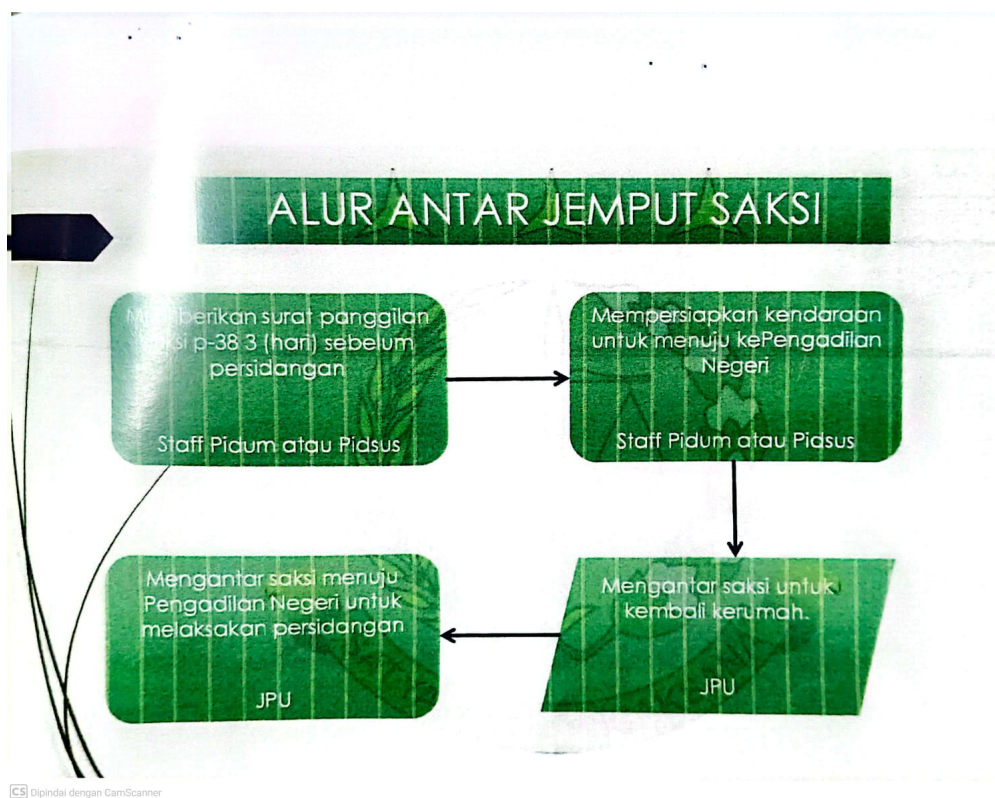 ALUR ANTAR JEMPUT SAKSI
Memberikan surat panggilan
p-38 3 (hari) sebelum
persidangan
Staff Pidum atau Pidsus
Mempersiapkan kendaraan
untuk menuju kePengadilan
Negeri
Staff Pidum atau Pidsus
Mengantar saksi untuk
kembali kerumah.
JPU
Mengantar saksi menuju
Pengadilan Negeri untuk
melaksakan persidangan
JPU
CS Dipindai dengan CamScanner